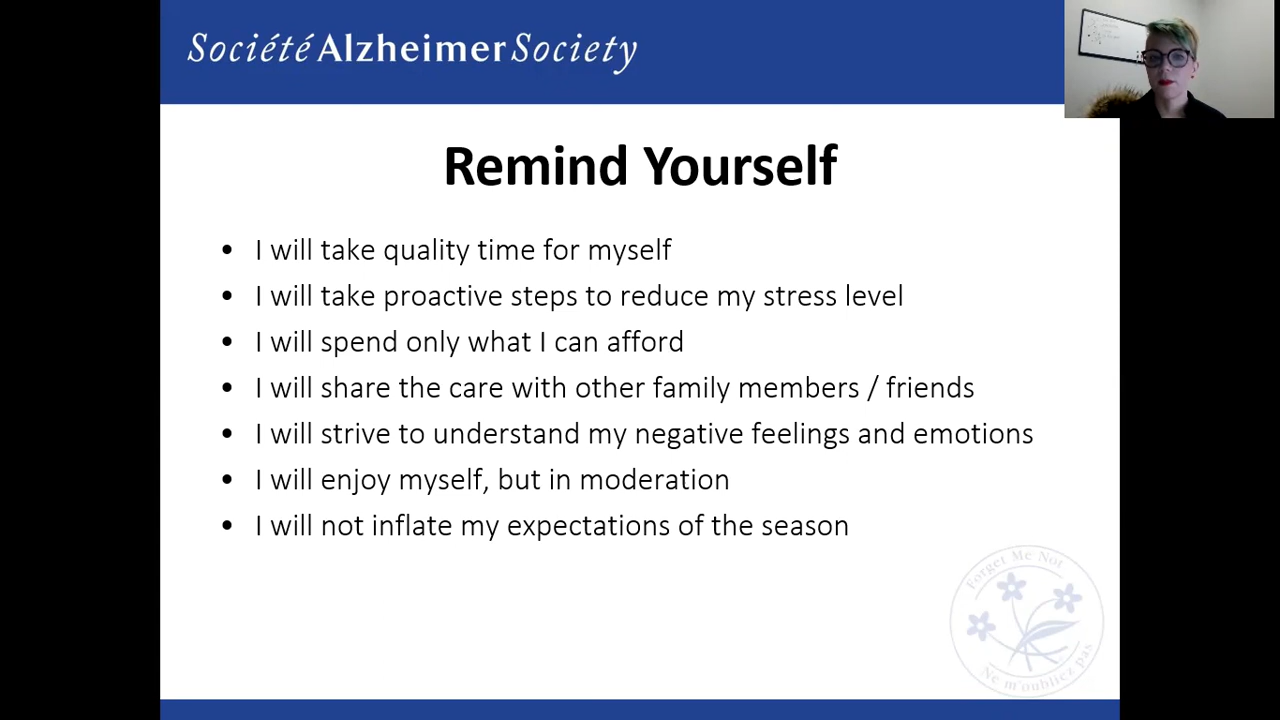 Société Alzheimer Society
Remind Yourself
• I will take quality time for myself
• I will take proactive steps to reduce my stress level
• I will spend only what I can afford
• I will share the care with other family members / friends
• I will strive to understand my negative feelings and emotions
• I will enjoy myself, but in moderation
• I will not inflate my expectations of the season
Forget Me Not
Ne m'oubliez pas